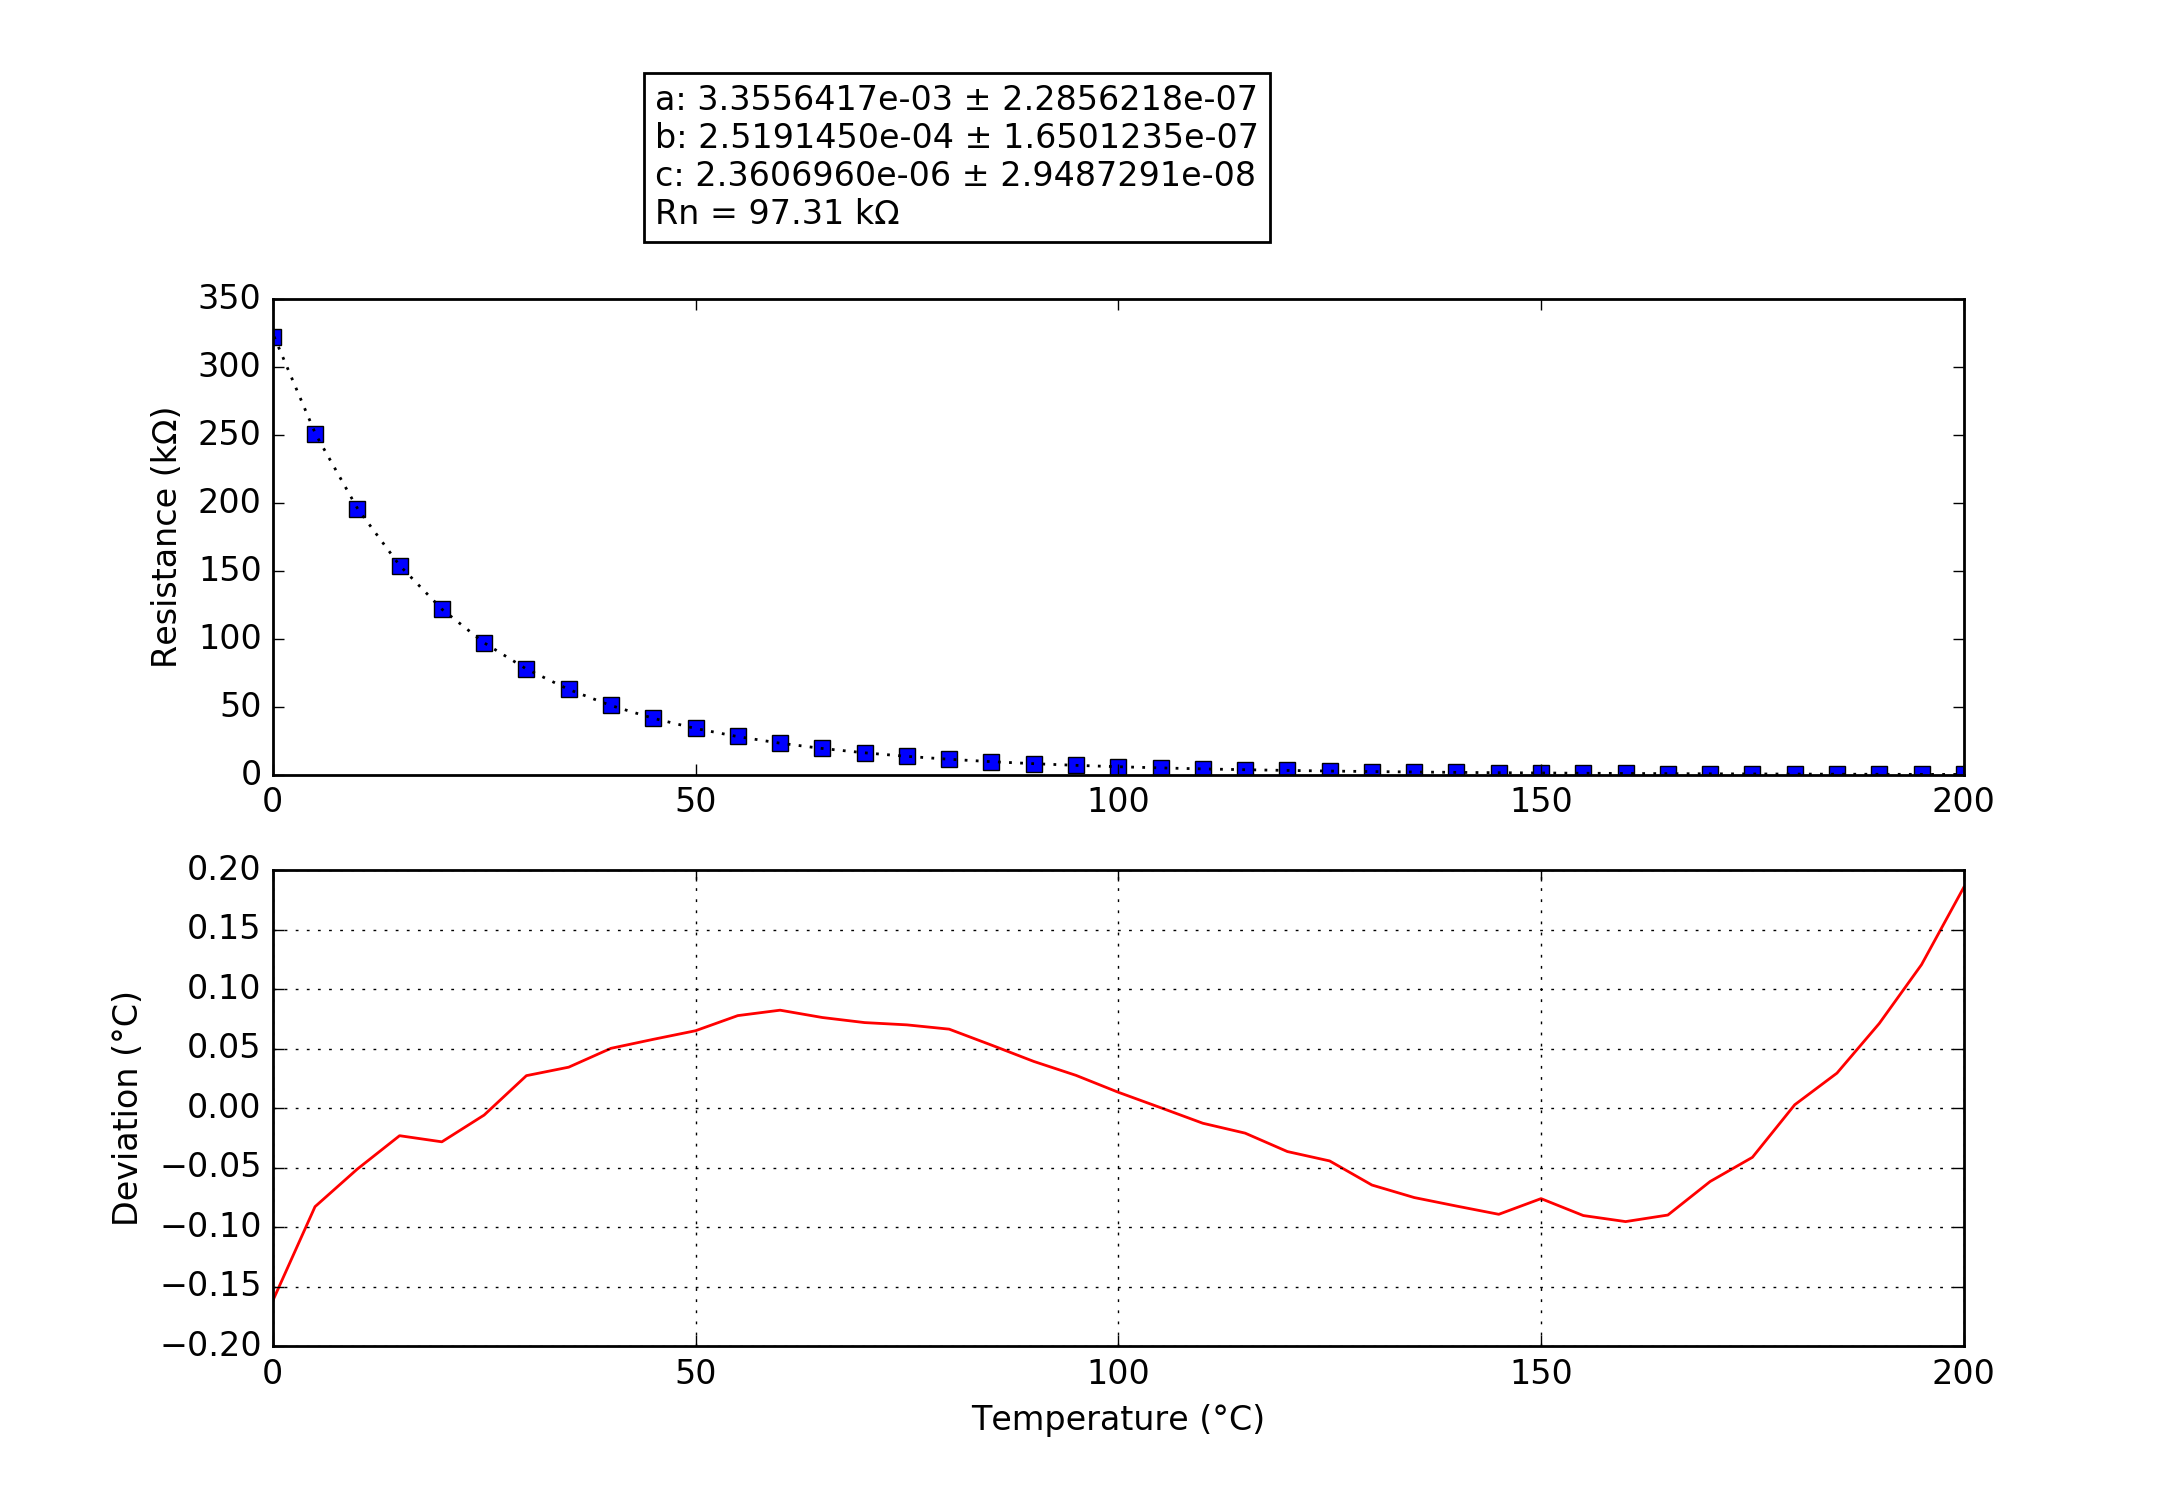 a: 3.3556417e-03 ± 2.2856218e-07
b: 2.5191450e-04 ± 1.6501235e-07
c: 2.3606960e-06 ± 2.9487291e-08
Rn = 97.31 kΩ
Resistance (kΩ)
350
300
250
200
150
100
50
0
0 50 100 150 200
Deviation (°C)
0.20
0.15
0.10
0.05
0.00
−0.05
−0.10
−0.15
−0.20
0 50 100 150 200
Temperature (°C)